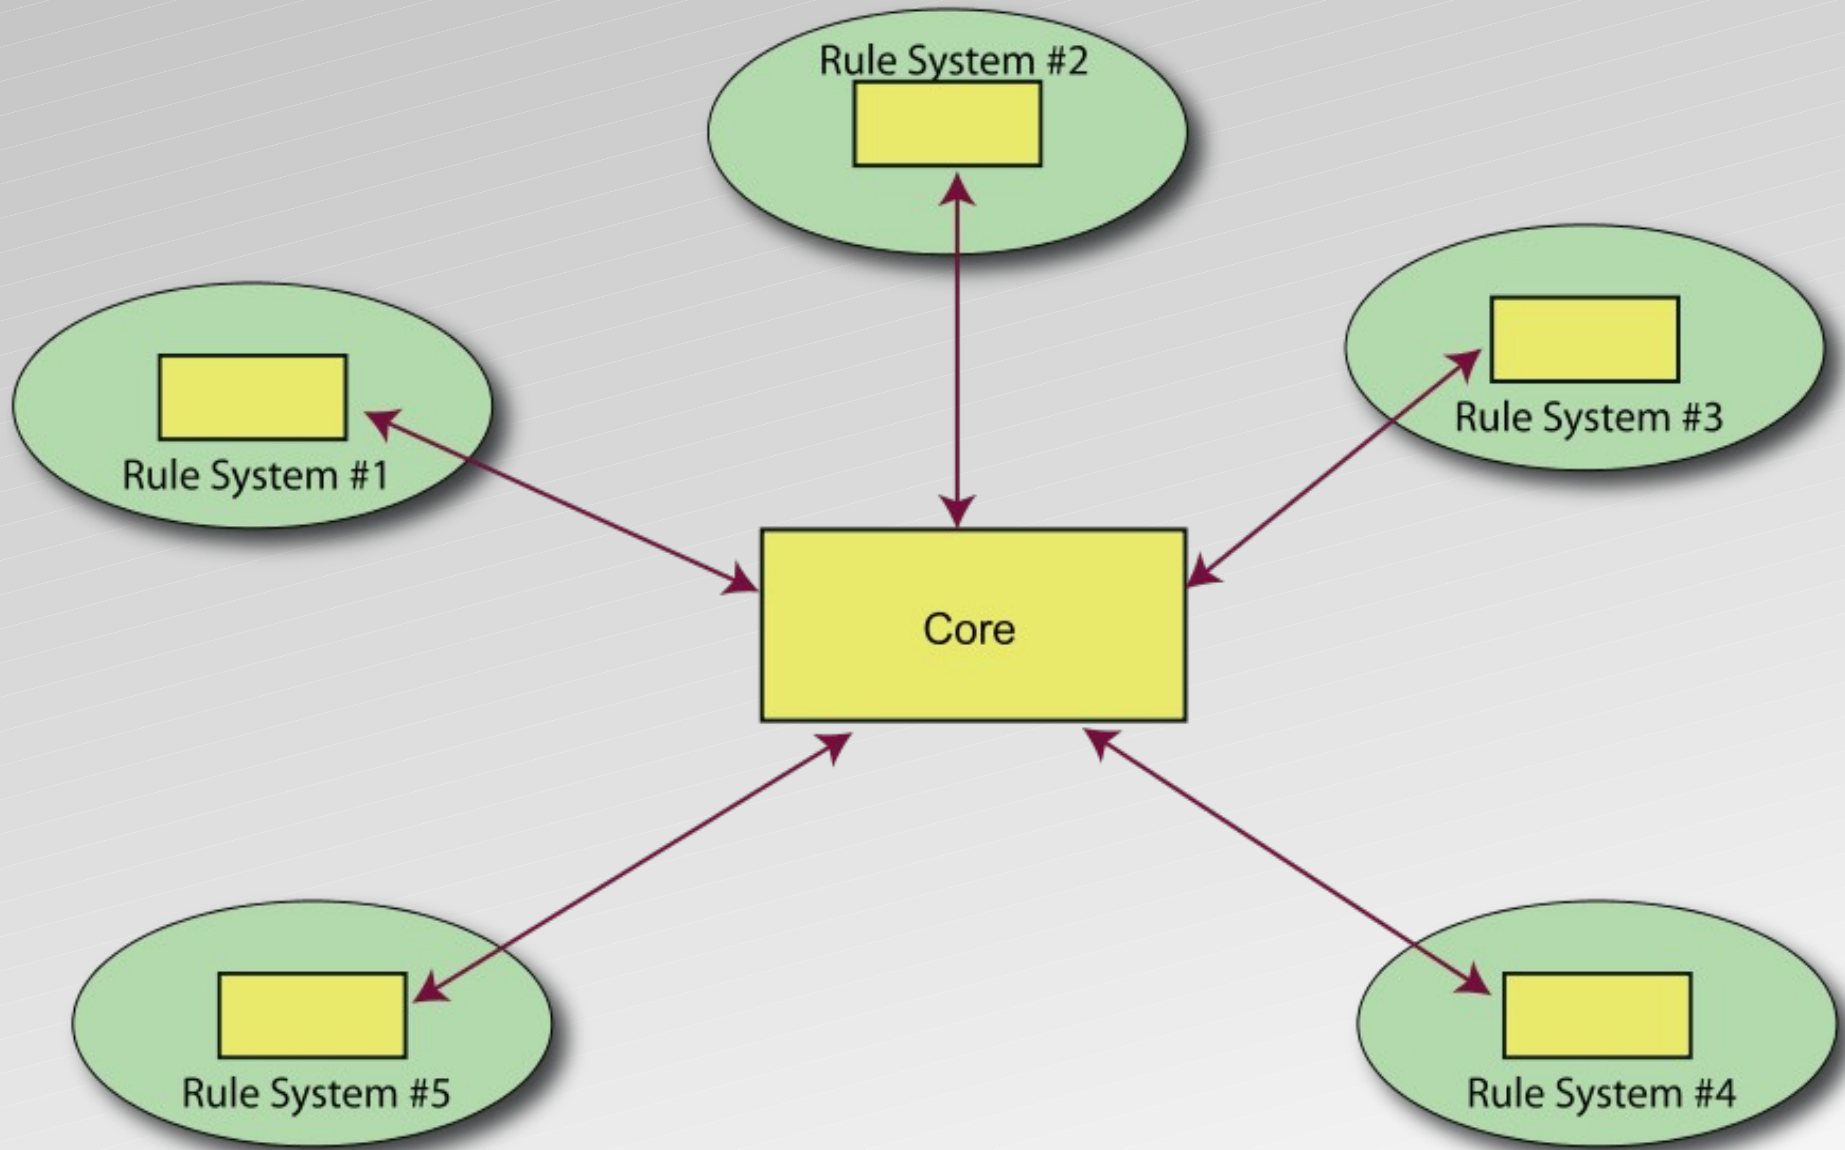 Rule System #2
Rule System #3
Rule System #1
Core
Rule System #5
Rule System #4